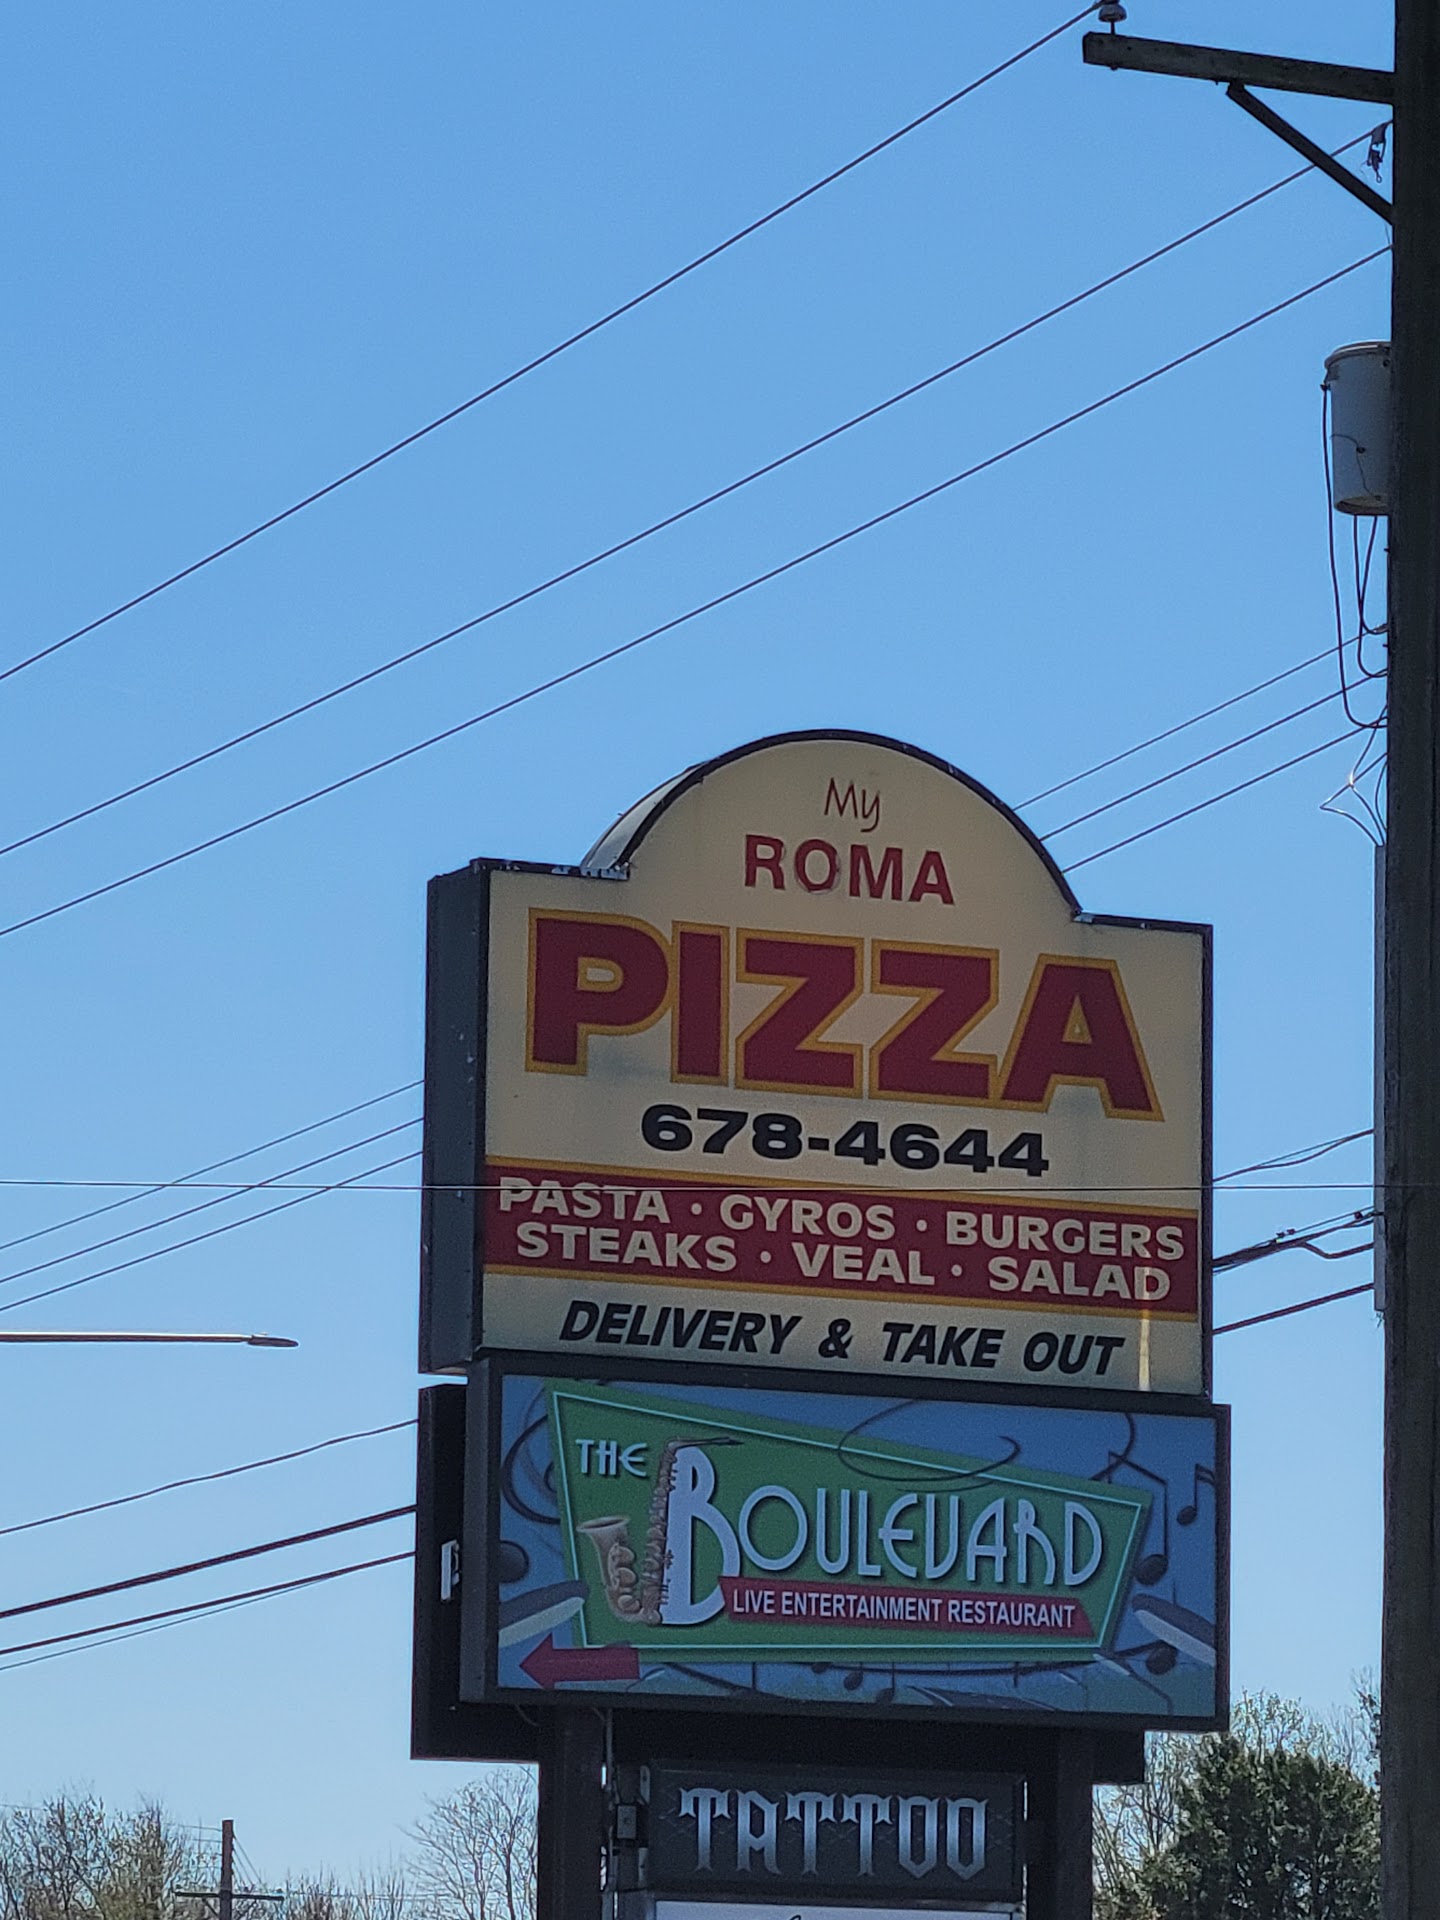 My
ROMA
PIZZA
678-4644
PASTA • GYROS • BURGERS
STEAKS • VEAL • SALAD
DELIVERY & TAKE OUT
THE BOULEVARD
LIVE ENTERTAINMENT RESTAURANT
TATTOO